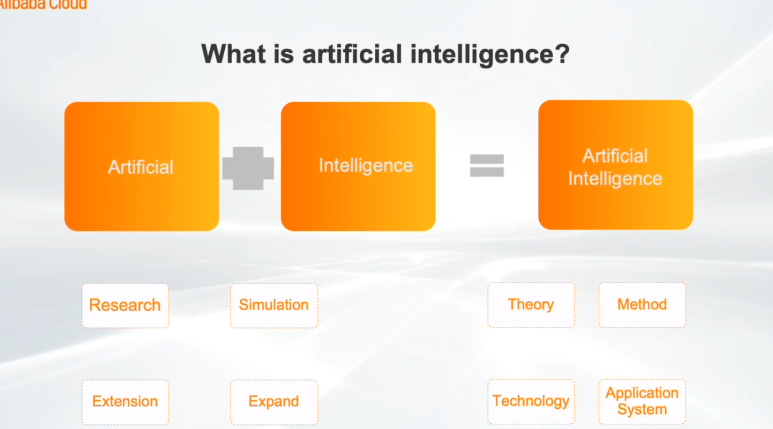 Alibaba Cloud
What is artificial intelligence?
Artificial
Intelligence
Artificial
Intelligence
Research
Simulation
Theory
Method
Extension
Expand
Technology
Application
System